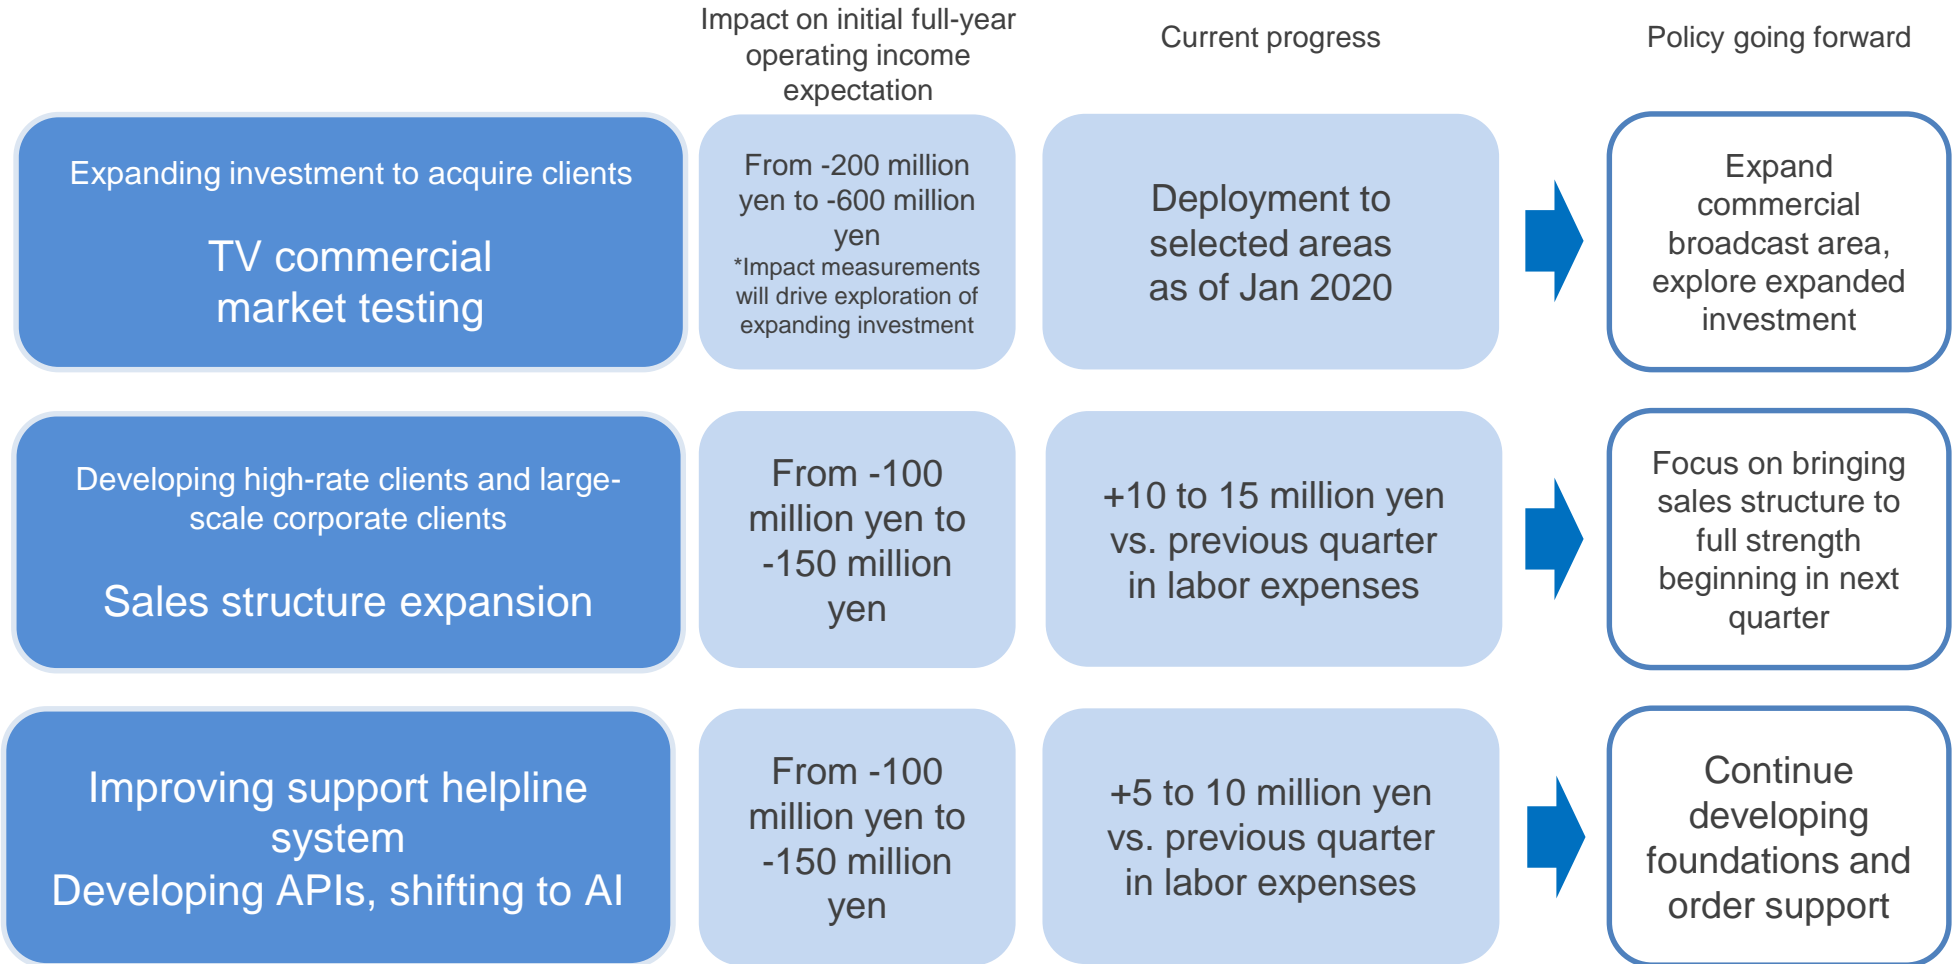 Impact on initial full-year
operating income
expectation
Current progress
Policy going forward
Expanding investment to acquire clients
TV commercial
market testing
From -200 million
yen to -600 million
yen
*Impact measurements
will drive exploration of
expanding investment
Deployment to
selected areas
as of Jan 2020
Expand
commercial
broadcast area,
explore expanded
investment
Developing high-rate clients and large-
scale corporate clients
Sales structure expansion
From -100
million yen to
-150 million
yen
+10 to 15 million yen
vs. previous quarter
in labor expenses
Focus on bringing
sales structure to
full strength
beginning in next
quarter
Improving support helpline
system
Developing APIs, shifting to AI
From -100
million yen to
-150 million
yen
+5 to 10 million yen
vs. previous quarter
in labor expenses
Continue
developing
foundations and
order support